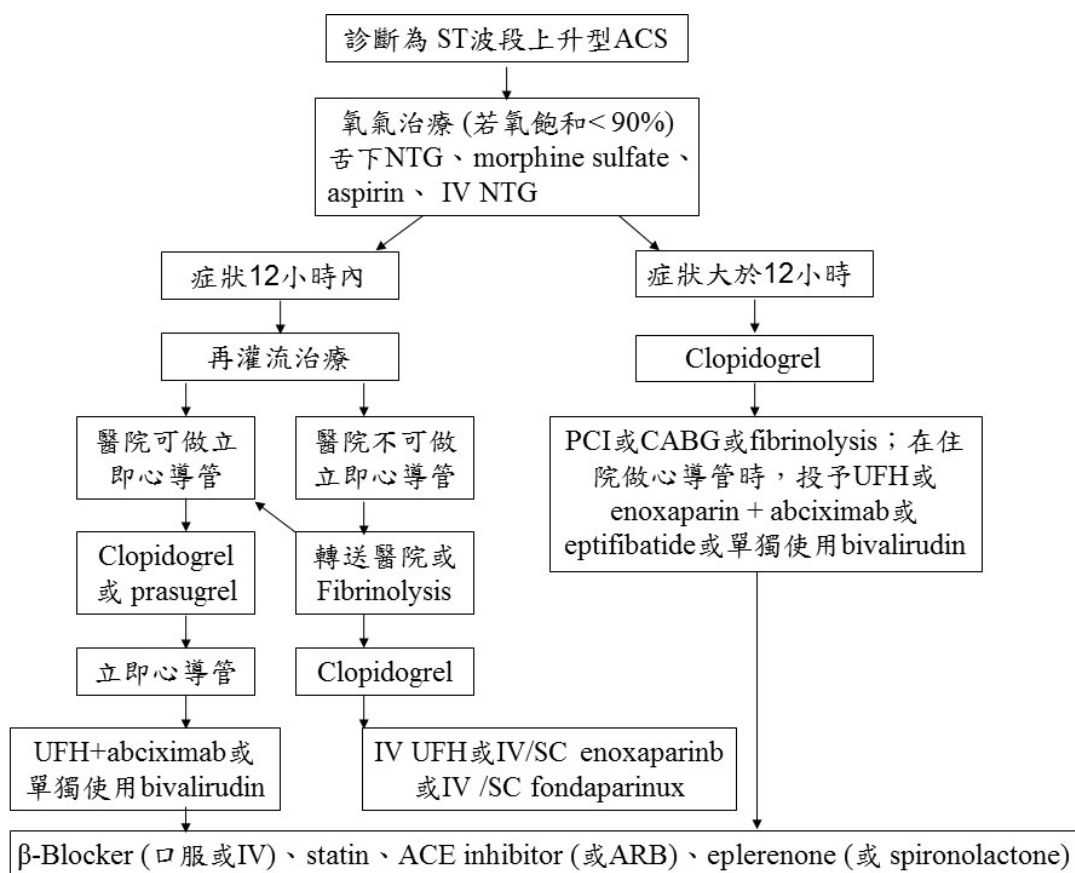 診斷為 ST波段上升型ACS
氧氣治療 (若氧飽和< 90%)
舌下NTG、morphine sulfate、
aspirin、 IV NTG
症狀12小時內
症狀大於12小時
再灌流治療
Clopidogrel
醫院可做立
即心導管
醫院不可做
立即心導管
PCI或CABG或fibrinolysis；在住
院做心導管時，投予UFH或
enoxaparin + abciximab或
eptifibatide或單獨使用bivalirudin
Clopidogrel
或 prasugrel
轉送醫院或
Fibrinolysis
立即心導管
Clopidogrel
UFH+abciximab或
單獨使用bivalirudin
IV UFH或IV/SC enoxaparinb
或IV /SC fondaparinux
β-Blocker (口服或IV)、statin、ACE inhibitor (或ARB)、eplerenone (或 spironolactone)